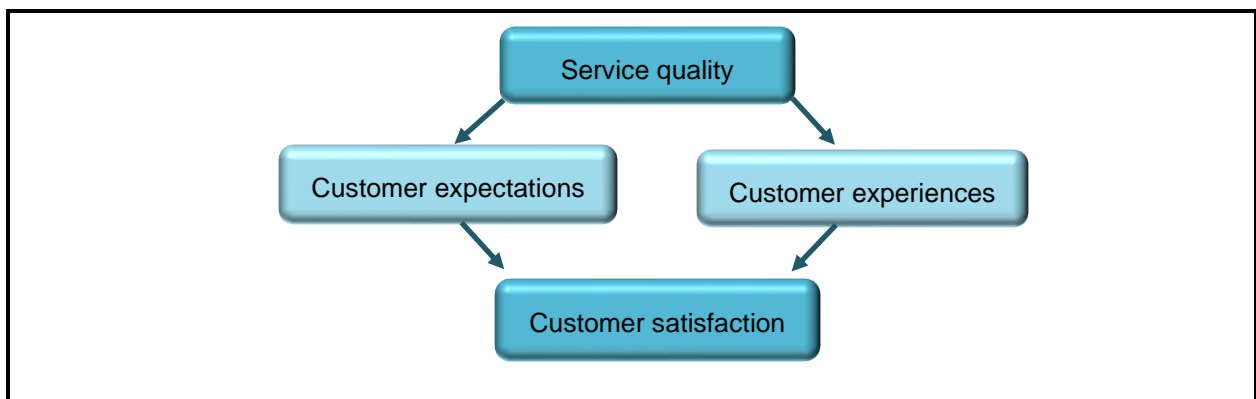 Service quality
Customer expectations
Customer experiences
Customer satisfaction